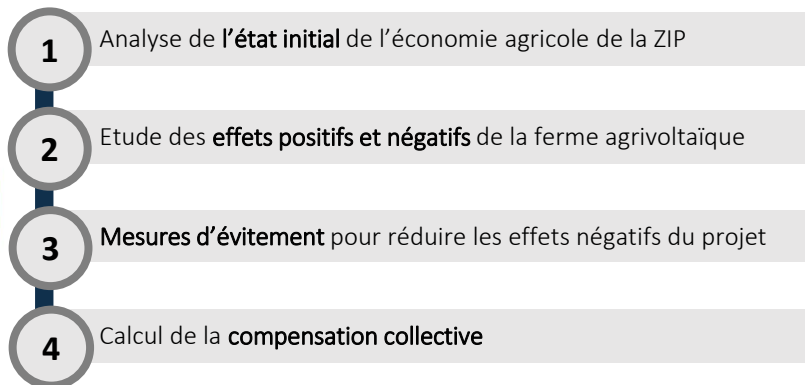 1 Analyse de l’état initial de l’économie agricole de la ZIP
2 Etude des effets positifs et négatifs de la ferme agrivoltaïque
3 Mesures d’évitement pour réduire les effets négatifs du projet
4 Calcul de la compensation collective